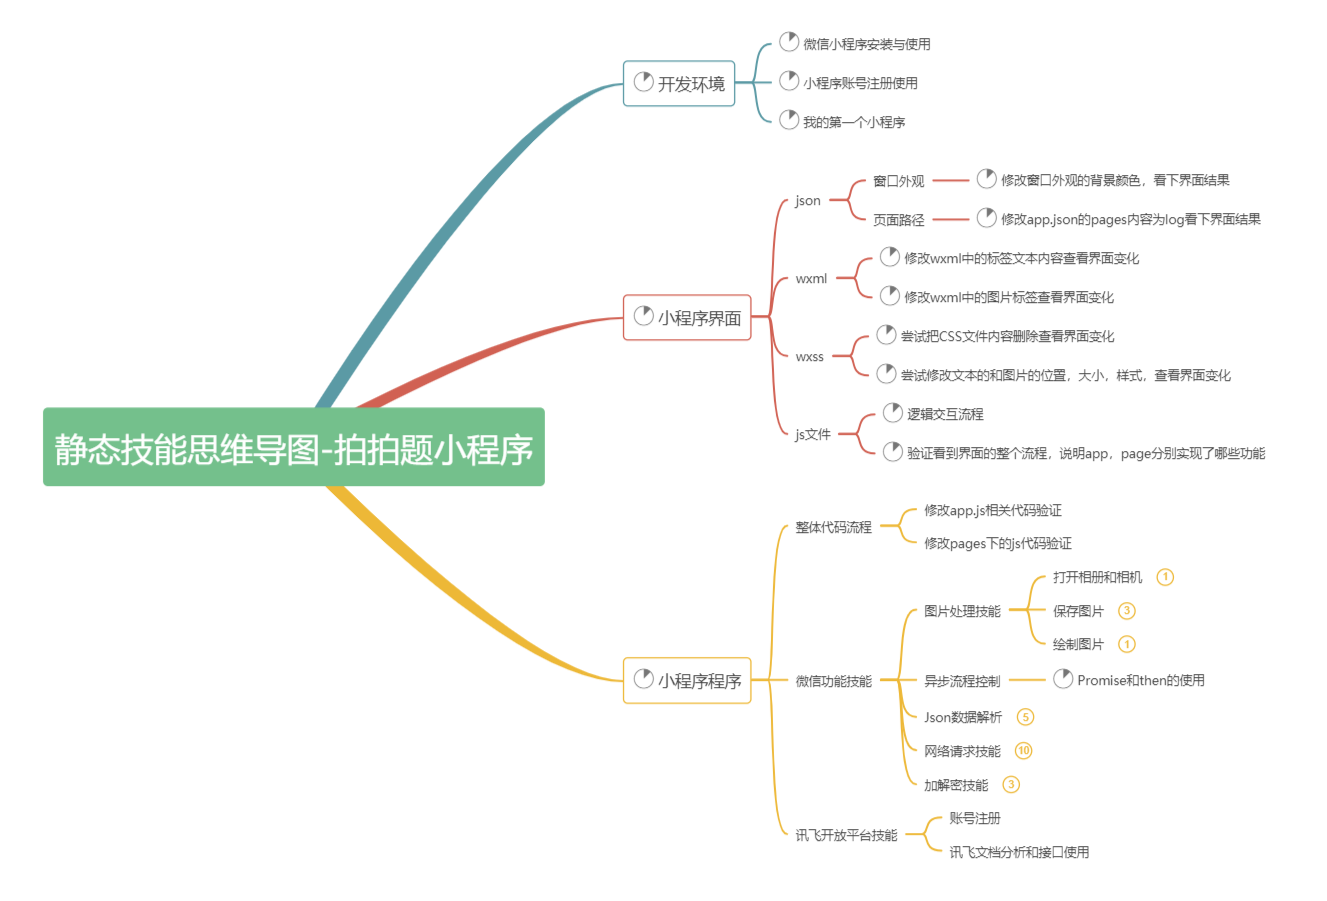 静态技能思维导图-拍拍题小程序
开发环境
微信小程序安装与使用
小程序账号注册使用
我的第一个小程序
小程序界面
json
窗口外观
修改窗口外观的背景颜色，看下界面结果
页面路径
修改app.json的pages内容为log看下界面结果
wxml
修改wxml中的标签文本内容查看界面变化
修改wxml中的图片标签查看界面变化
wxss
尝试把CSS文件内容删除查看界面变化
尝试修改文本的和图片的位置，大小，样式，查看界面变化
js文件
逻辑交互流程
验证看到界面的整个流程，说明app，page分别实现了哪些功能
小程序程序
整体代码流程
修改app.js相关代码验证
修改pages下的js代码验证
微信功能技能
图片处理技能
打开相册和相机 1
保存图片 3
绘制图片 1
异步流程控制
Promise和then的使用
Json数据解析 5
网络请求技能 10
加解密技能 3
讯飞开放平台技能
账号注册
讯飞文档分析和接口使用